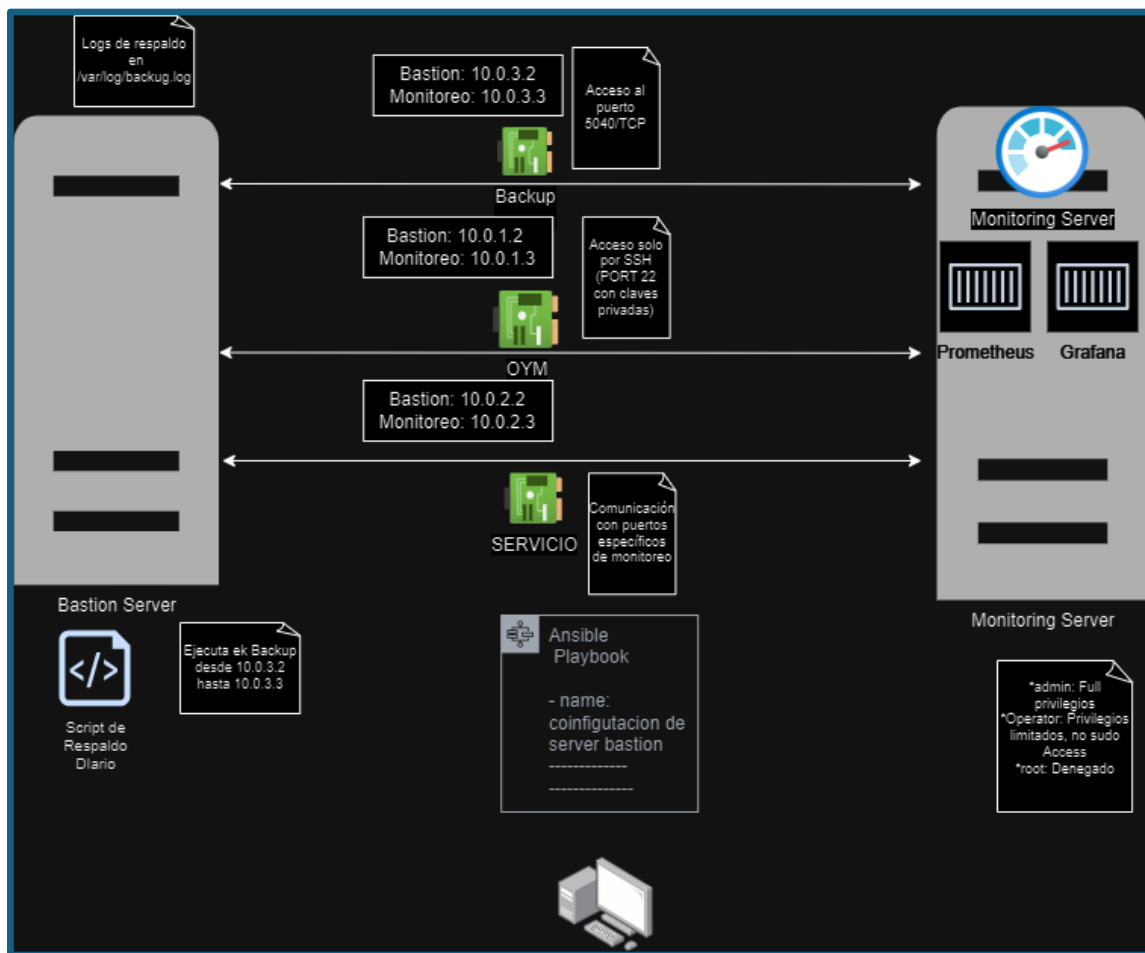 Logs de respaldo
en
/var/log/backug.log
Bastion: 10.0.3.2
Monitoreo: 10.0.3.3
Acceso al
puerto
5040/TCP
Backup
Monitoring Server
Bastion: 10.0.1.2
Monitoreo: 10.0.1.3
Acceso solo
por SSH
(PORT 22
con claves
privadas)
OYM
Prometheus
Grafana
Bastion: 10.0.2.2
Monitoreo: 10.0.2.3
SERVICIO
Comunicación
con puertos
específicos
de monitoreo
Bastion Server
Monitoring Server
Script de
Respaldo
DIario
Ejecuta ek Backup
desde 10.0.3.2
hasta 10.0.3.3
Ansible
Playbook
- name:
coinfigutacion de
server bastion
-------------
--------------
*admin: Full
privilegios
*Operator: Privilegios
limitados, no sudo
Access
*root: Denegado